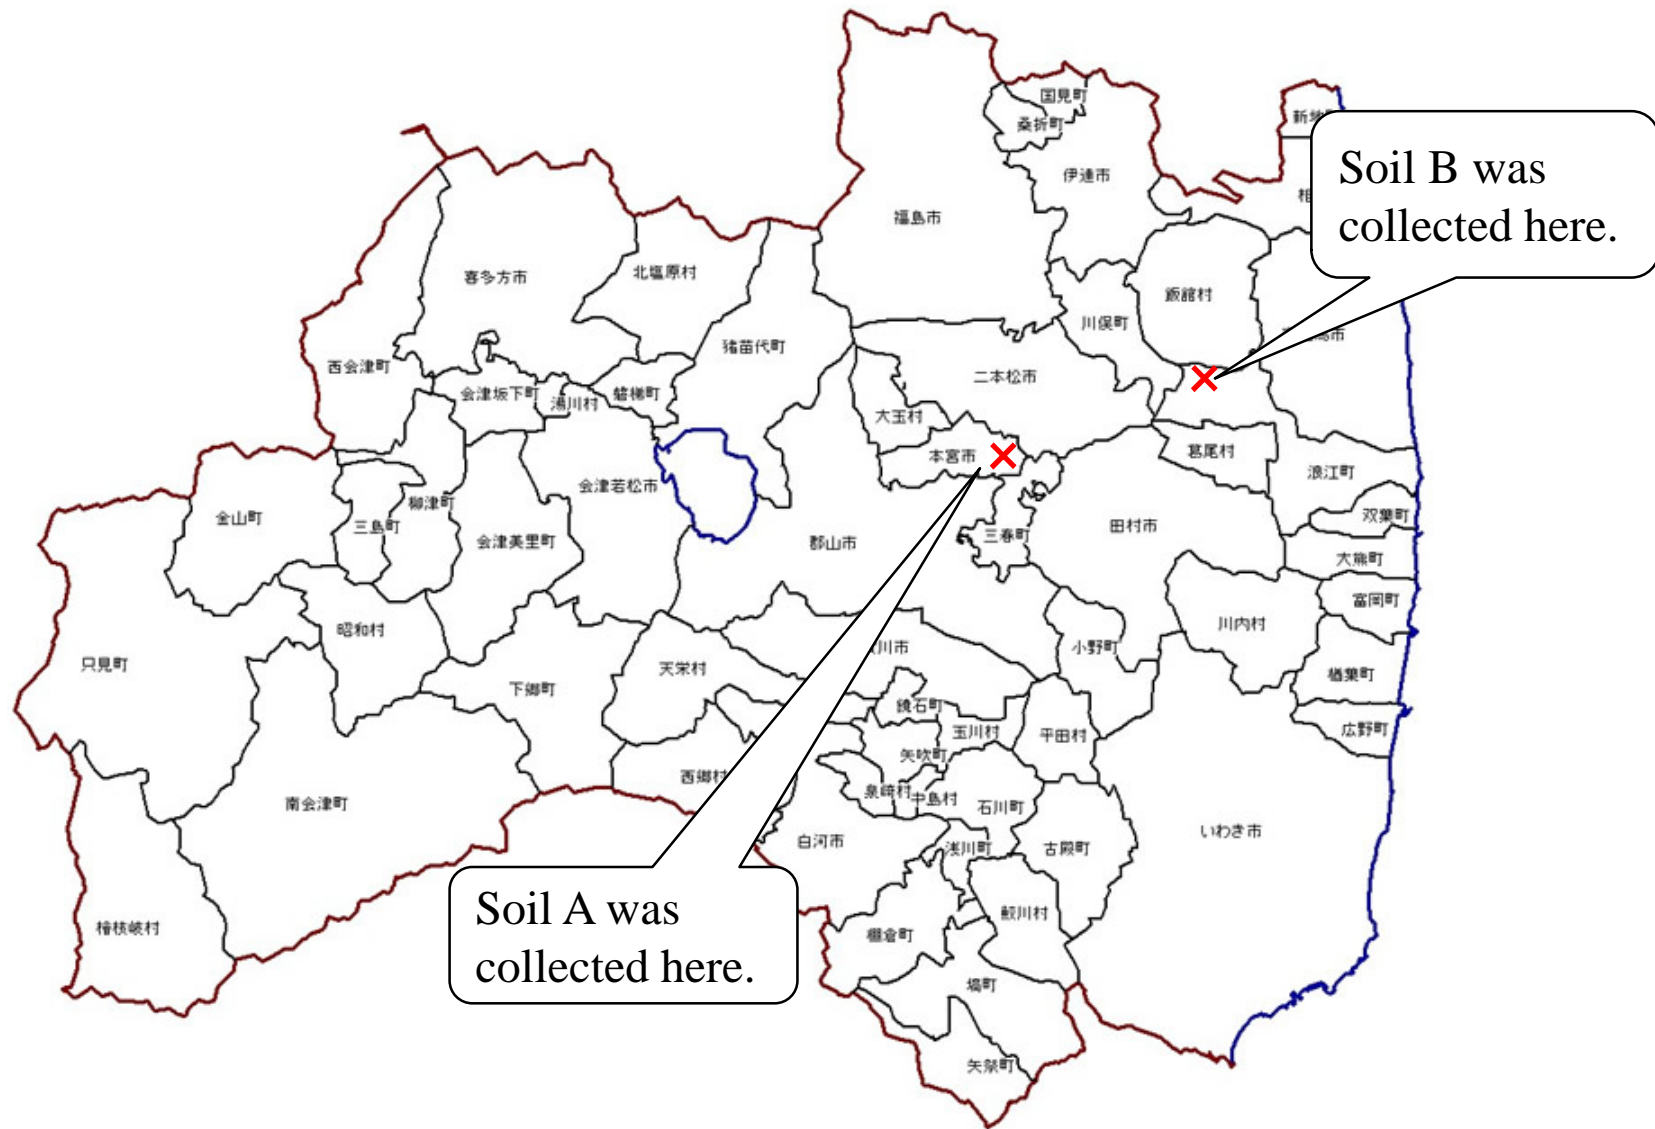 国見町
桑折町
新地
Soil B was
collected here.
伊達市
福島市
北塩原村
喜多方市
飯舘村
川俣町
猪苗代町
西会津町
二本松市
会津坂下町
湯川村
磐梯町
大玉村
本宮市
葛尾村
浪江町
会津若松市
柳津町
金山町
三島町
双葉町
田村市
三春町
会津美里町
郡山市
大熊町
富岡町
川内村
昭和村
小野町
川市
只見町
天栄村
楢葉町
下郷町
鏡石町
玉川村
平田村
広野町
矢吹町
西郷村
泉崎村
中島村
石川町
南会津町
いわき市
白河市
浅川町
古殿町
Soil A was
collected here.
鮫川村
檜枝岐村
棚倉町
塙町
矢祭町